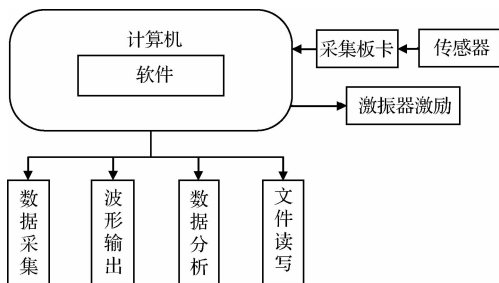 计算机
软件
采集板卡
传感器
激振器激励
数据采集
波形输出
数据分析
文件读写